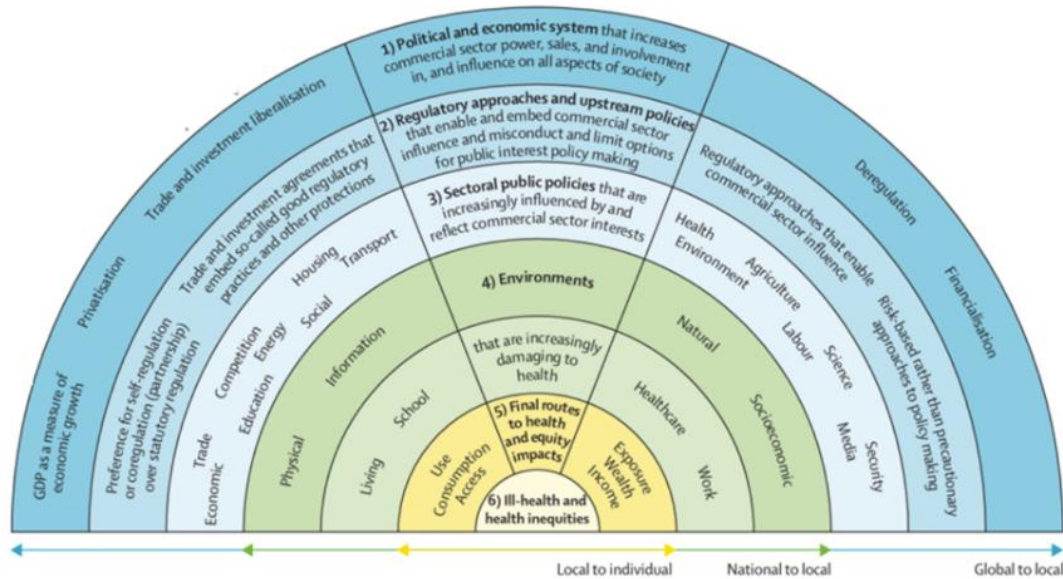 1) Political and economic system that increases
commercial sector power, sales, and involvement
in, and influence on all aspects of society
2) Regulatory approaches and upstream policies
that enable and embed commercial sector
influence and misconduct and limit options
for public interest policy making
3) Sectoral public policies that are
increasingly influenced by and
reflect commercial sector interests
4) Environments
that are increasingly
damaging to
health
5) Final routes
to health
and equity
impacts
6) Ill-health and
health inequities
GDP as a measure of
economic growth
Privatisation
Trade and investment liberalisation
Deregulation
Financialisation
Preference for self-regulation
or coregulation (partnership)
over statutory regulation
Trade and investment agreements that
embed so-called good regulatory
practices and other protections
Regulatory approaches that enable
commercial sector influence
Risk-based rather than precautionary
approaches to policy making
Economic
Trade
Education
Competition
Energy
Social
Housing
Transport
Health
Environment
Agriculture
Labour
Science
Media
Security
Physical
Information
Natural
Socioeconomic
Living
School
Healthcare
Work
Use
Consumption
Access
Exposure
Wealth
Income
Local to individual
National to local
Global to local